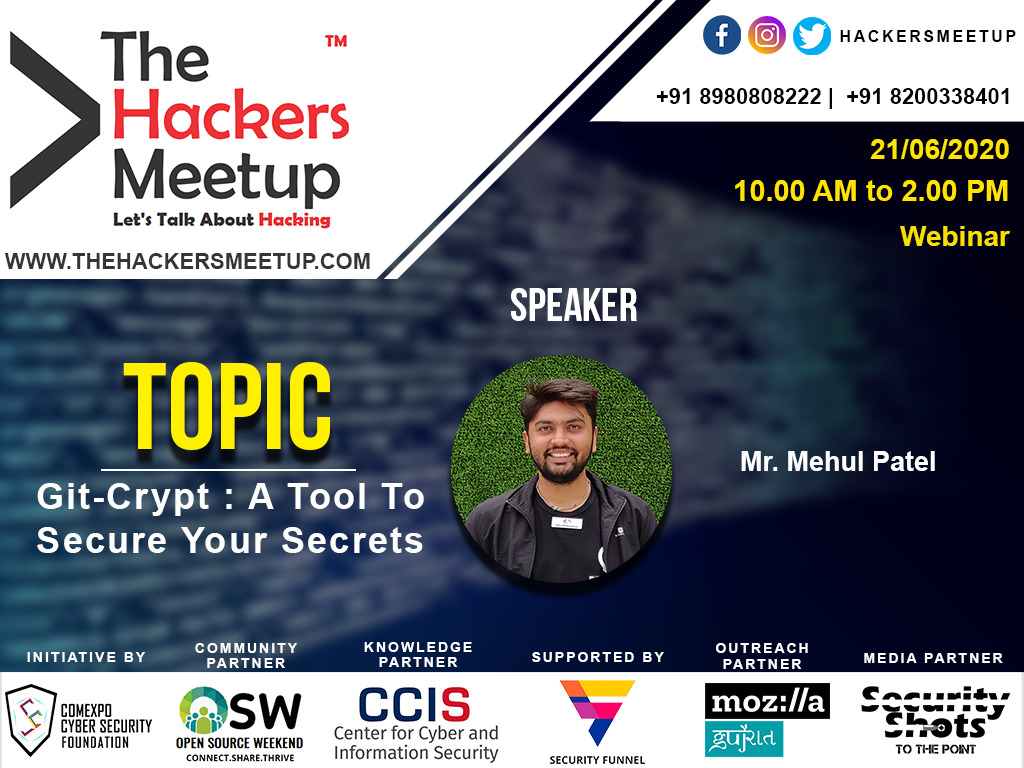 The
Hackers
Meetup
TM
Let's Talk About Hacking
WWW.THEHACKERSMEETUP.COM
HACKERSMEETUP
+91 8980808222 | +91 8200338401
21/06/2020
10.00 AM to 2.00 PM
Webinar
SPEAKER
TOPIC
Git-Crypt : A Tool To
Secure Your Secrets
Mr. Mehul Patel
INITIATIVE BY
COMEXPO
CYBER SECURITY
FOUNDATION
COMMUNITY
PARTNER
OSW
OPEN SOURCE WEEKEND
CONNECT.SHARE.THRIVE
KNOWLEDGE
PARTNER
CCIS
Center for Cyber and
Information Security
SUPPORTED BY
SECURITY FUNNEL
OUTREACH
PARTNER
moz://a
gujrat
MEDIA PARTNER
Security
Shots
TO THE POINT